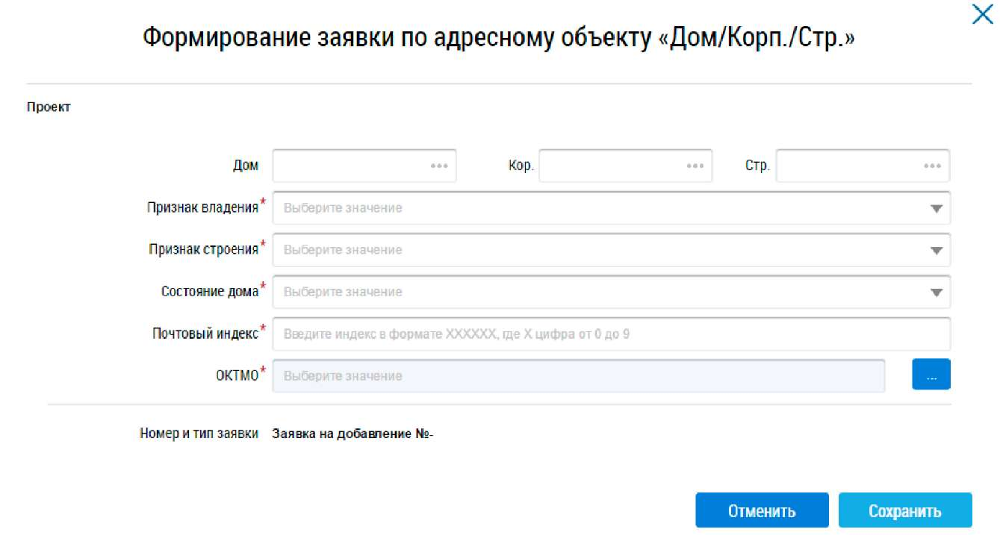 Формирование заявки по адресному объекту «Дом/Корп./Стр.»
Проект
Дом ••• Кор. ••• Стр. •••
Признак владения* Выберите значение
Признак строения* Выберите значение
Состояние дома* Выберите значение
Почтовый индекс* Введите индекс в формате XXXXXX, где X цифра от 0 до 9
ОКТМО* Выберите значение ...
Номер и тип заявки Заявка на добавление №-
Отменить Сохранить